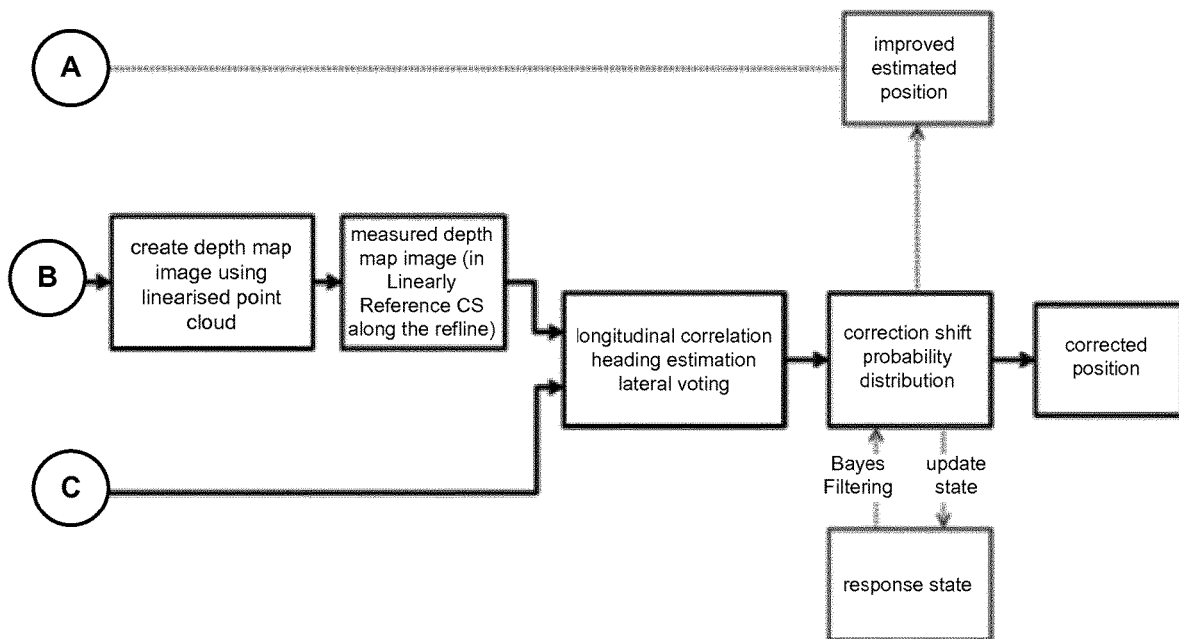 A
improved
estimated
position
B
create depth map
image using
linearised point
cloud
measured depth
map image (in
Linearly
Reference CS
along the refline)
longitudinal correlation
heading estimation
lateral voting
correction shift
probability
distribution
corrected
position
C
Bayes
Filtering
update
state
response state